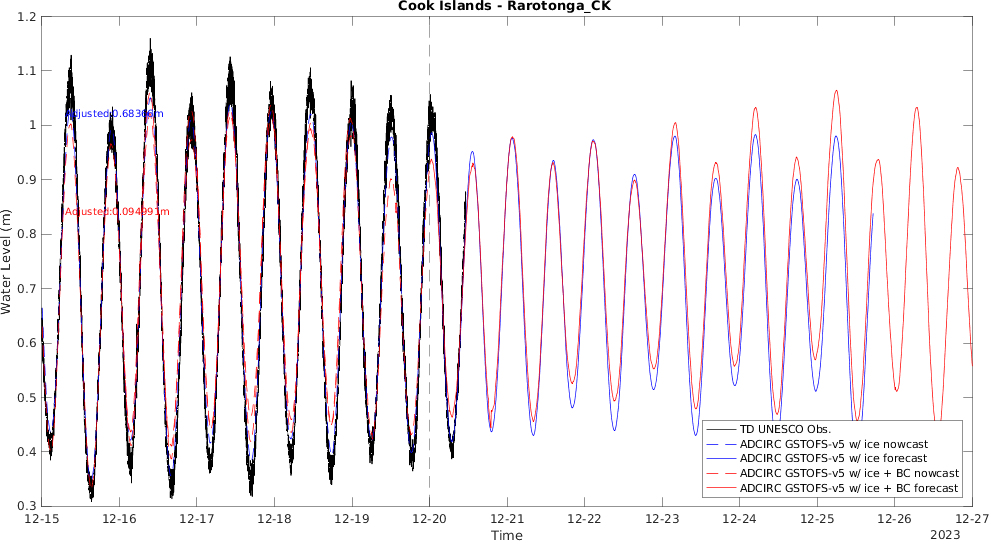 Cook Islands - Rarotonga_CK
1.2
1.1
1
0.9
0.8
0.7
0.6
0.5
0.4
0.3
Water Level (m)
Adjusted:0.68366m
Adjusted:0.094991m
TD UNESCO Obs.
ADCIRC GSTOFS-v5 w/ ice nowcast
ADCIRC GSTOFS-v5 w/ ice forecast
ADCIRC GSTOFS-v5 w/ ice + BC nowcast
ADCIRC GSTOFS-v5 w/ ice + BC forecast
12-15 12-16 12-17 12-18 12-19 12-20 12-21 12-22 12-23 12-24 12-25 12-26 12-27
Time
2023